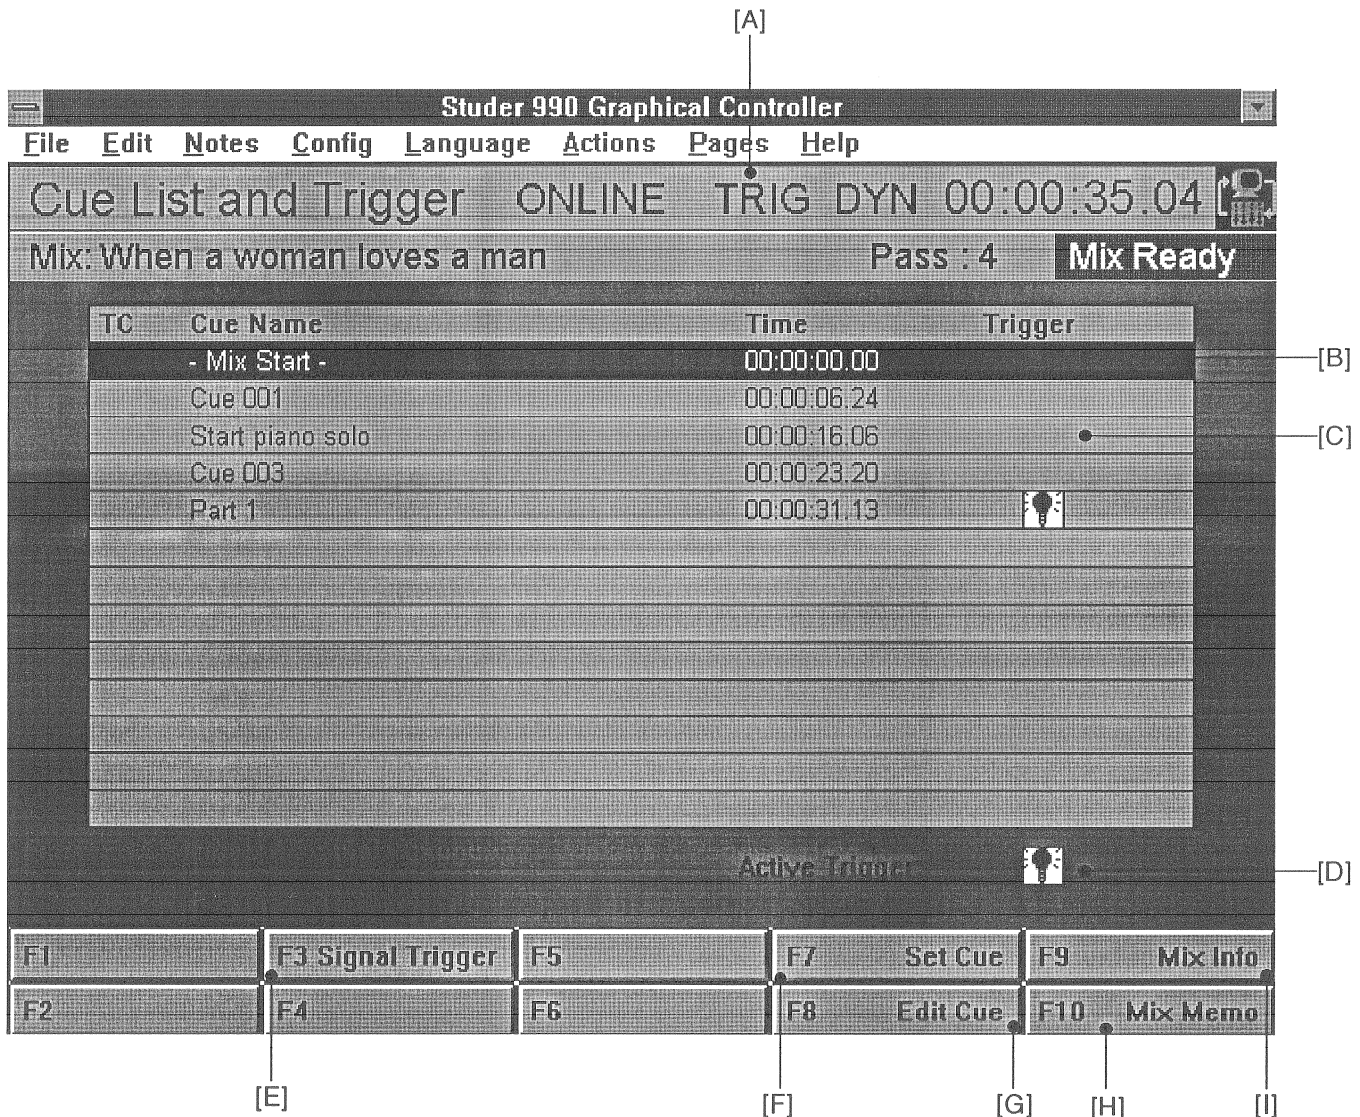 [A]
Studer 990 Graphical Controller
File Edit Notes Config Language Actions Pages Help
Cue List and Trigger ONLINE TRIG DYN 00:00:35.04
Mix: When a woman loves a man Pass : 4 Mix Ready
TC Cue Name Time Trigger
- Mix Start - 00:00:00.00 [B]
Cue 001 00:00:06.24
Start piano solo 00:00:16.06 [C]
Cue 003 00:00:23.20
Part 1 00:00:31.13
Active Trigger [D]
F1 F3 Signal Trigger F5 F7 Set Cue F9 Mix Info
F2 F4 F6 F8 Edit Cue F10 Mix Memo
[E] [F] [G] [H] [I]